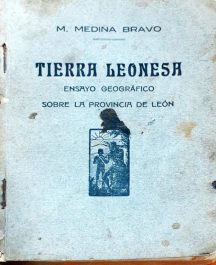 M. MEDINA BRAVO
TIERRA LEONESA
ENSAYO GEOGRÁFICO
SOBRE LA PROVINCIA DE LEÓN